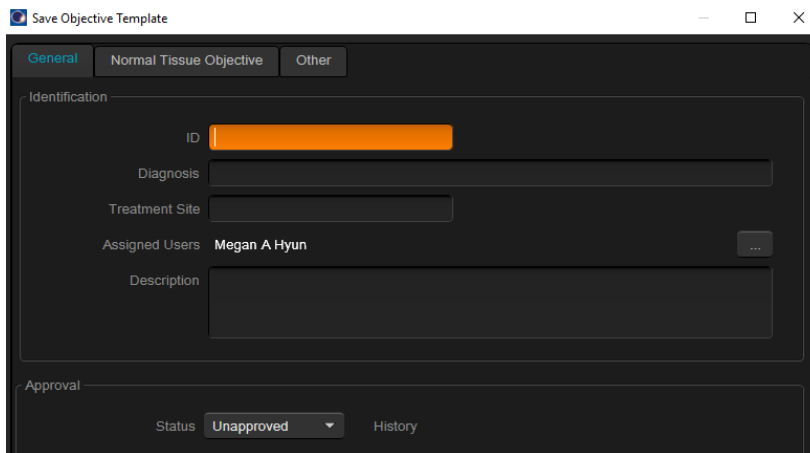 Save Objective Template
General Normal Tissue Objective Other
Identification
ID
Diagnosis
Treatment Site
Assigned Users Megan A Hyun ...
Description
Approval
Status Unapproved History